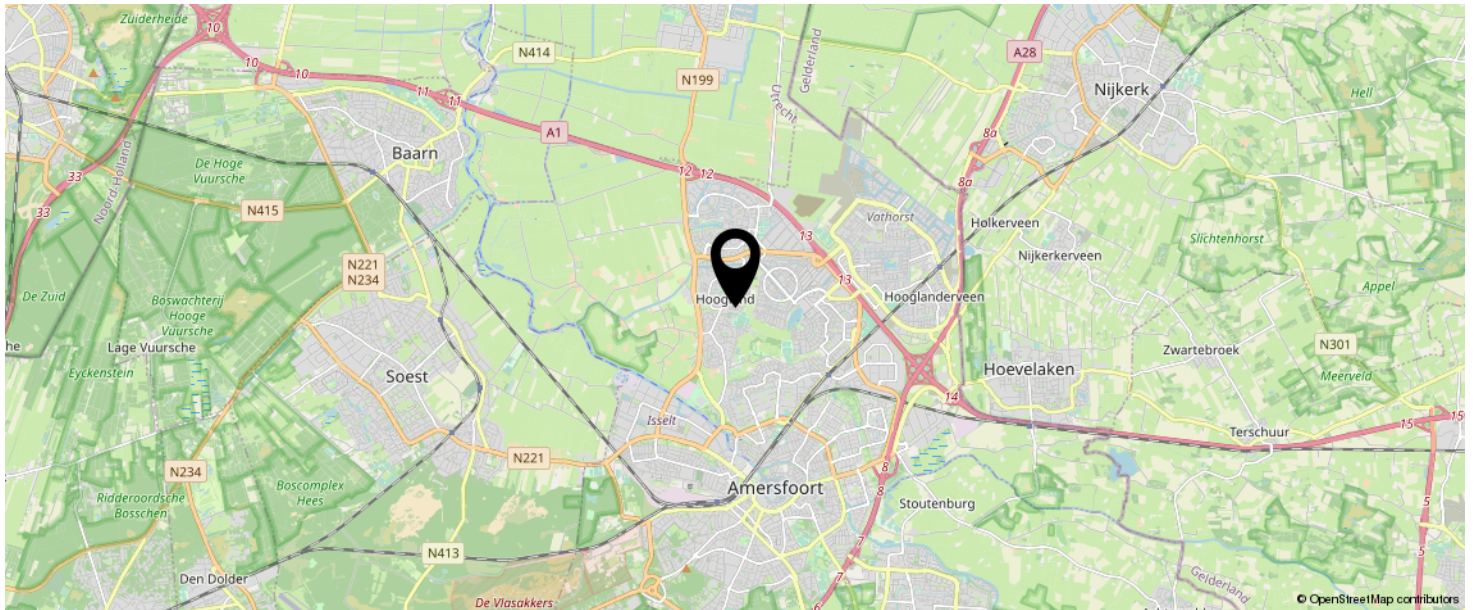 Zuiderheide
10
N414
N199
Gelderland
A28
Nijkerk
10
10
11
11
Utrecht
Hell
A1
8a
Baarn
De Hoge
Vuursche
12
12
33
8a
Noord-Holland
33
N415
Vathorst
Holkerveen
13
Slichtenhorst
N221
N234
Nijkerkerveen
13
De Zuid
Boswachterij
Hooge
Vuursche
Hooglanderveen
Appel
Lage Vuursche
N301
Zwartebroek
Eyckenstein
Soest
Hoevelaken
Meerveld
14
Isselt
15
15
Terschuur
N221
N234
8
Boscomplex
Hees
Amersfoort
8
Ridderoordsche
Bosschen
Stoutenburg
5
7
N413
5
Den Dolder
Gelderland
6
De Vlasakkers
© OpenStreetMap contributors